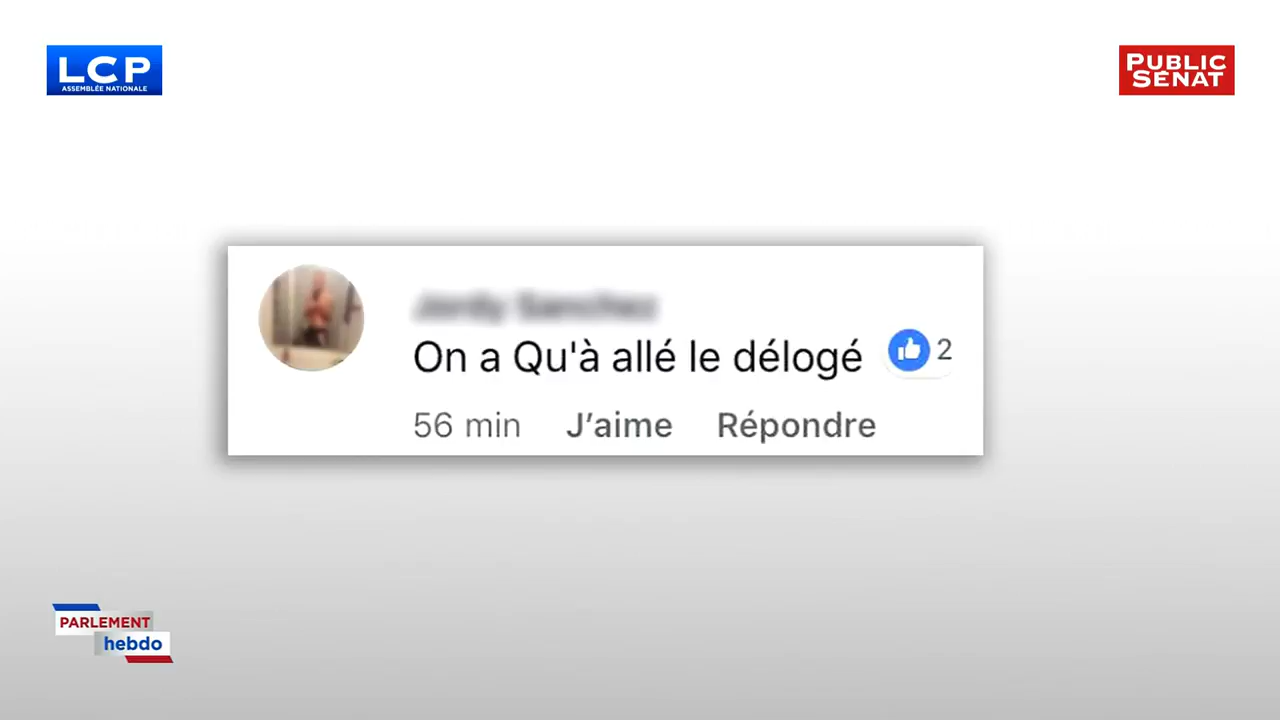 LCP
ASSEMBLÉE NATIONALE
PUBLIC
SÉNAT
On a Qu'à allé le délogé
2
56 min J'aime Répondre
PARLEMENT
hebdo